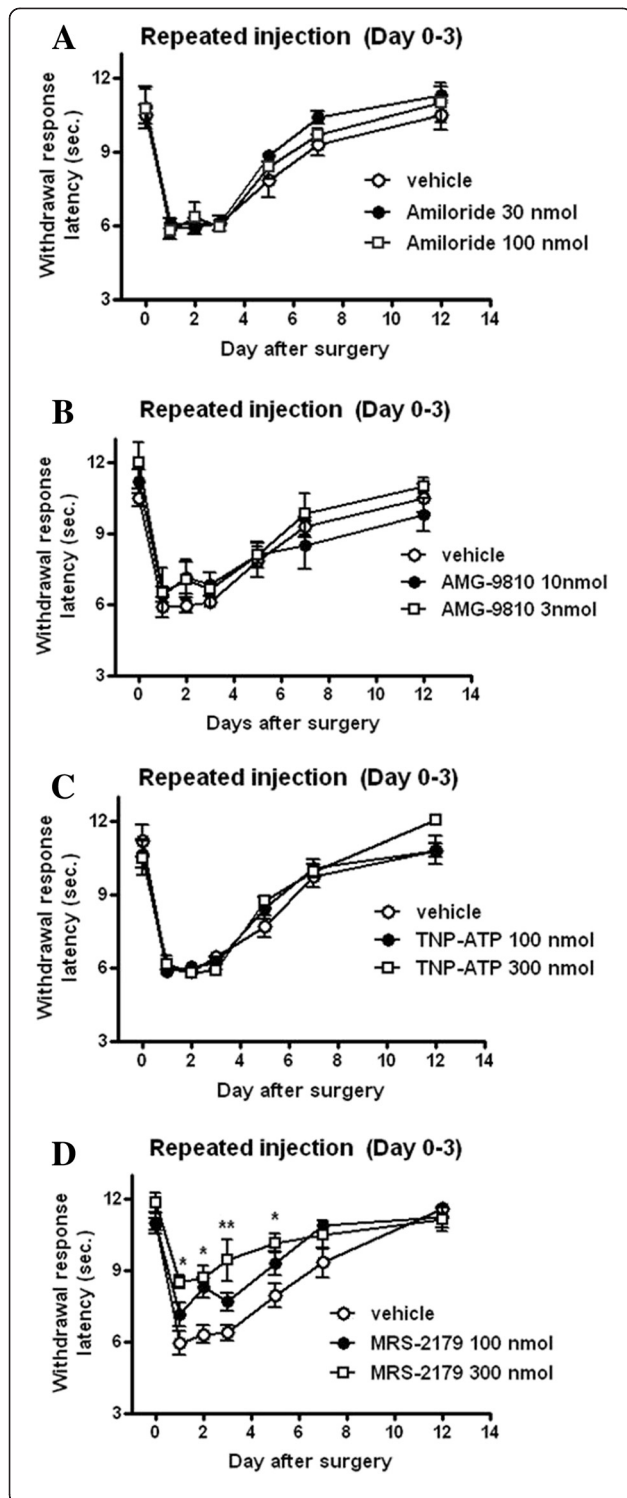 A
Repeated injection (Day 0-3)
Withdrawal response
latency (sec.)
12
9
6
3
vehicle
Amiloride 30 nmol
Amiloride 100 nmol
0 2 4 6 8 10 12 14
Day after surgery
B
Repeated injection (Day 0-3)
Withdrawal response
latency (sec.)
12
9
6
3
vehicle
AMG-9810 10nmol
AMG-9810 3nmol
0 2 4 6 8 10 12 14
Days after surgery
C
Repeated injection (Day 0-3)
Withdrawal response
latency (sec.)
12
9
6
3
vehicle
TNP-ATP 100 nmol
TNP-ATP 300 nmol
0 2 4 6 8 10 12 14
Day after surgery
D
Repeated injection (Day 0-3)
Withdrawal response
latency (sec.)
12
9
6
3
* * ** *
vehicle
MRS-2179 100 nmol
MRS-2179 300 nmol
0 2 4 6 8 10 12 14
Day after surgery